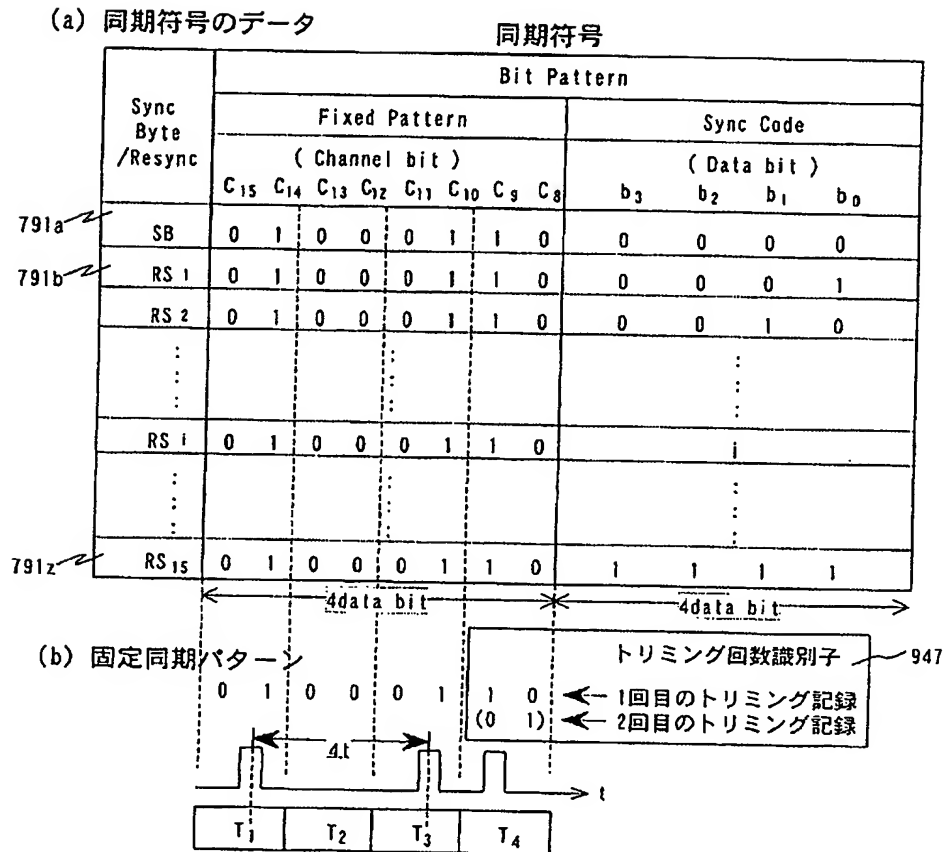 (a) 同期符号のデータ
同期符号
Sync Byte /Resync
Bit Pattern
Fixed Pattern
Sync Code
( Channel bit )
( Data bit )
C15 C14 C13 C12 C11 C10 C9 C8 b3 b2 b1 b0
791a SB 0 1 0 0 0 1 1 0 0 0 0 0
791b RS 1 0 1 0 0 0 1 1 0 0 0 0 1
RS 2 0 1 0 0 0 1 1 0 0 0 1 0
RS i 0 1 0 0 0 1 1 0 i
791z RS 15 0 1 0 0 0 1 1 0 1 1 1 1
4data bit 4data bit
(b) 固定同期パターン
トリミング回数識別子 947
0 1 0 0 0 1 1 0 1回目のトリミング記録
(0 1) 2回目のトリミング記録
4t
t
T1 T2 T3 T4